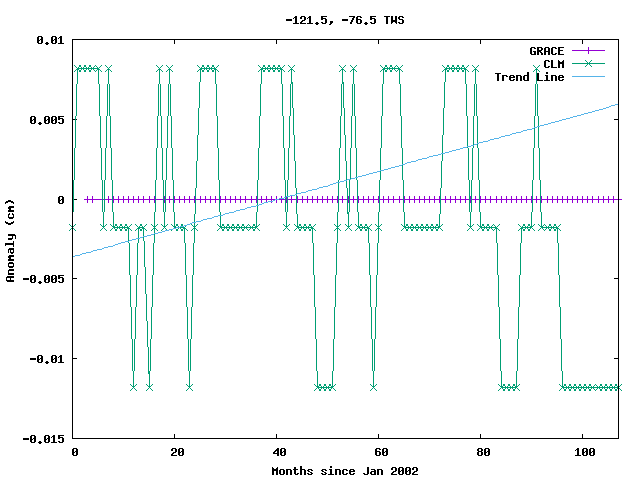 -121.5, -76.5 TWS
0.01
GRACE
CLM
Trend Line
0.005
0
-0.005
-0.01
-0.015
Anomaly (cm)
0 20 40 60 80 100
Months since Jan 2002